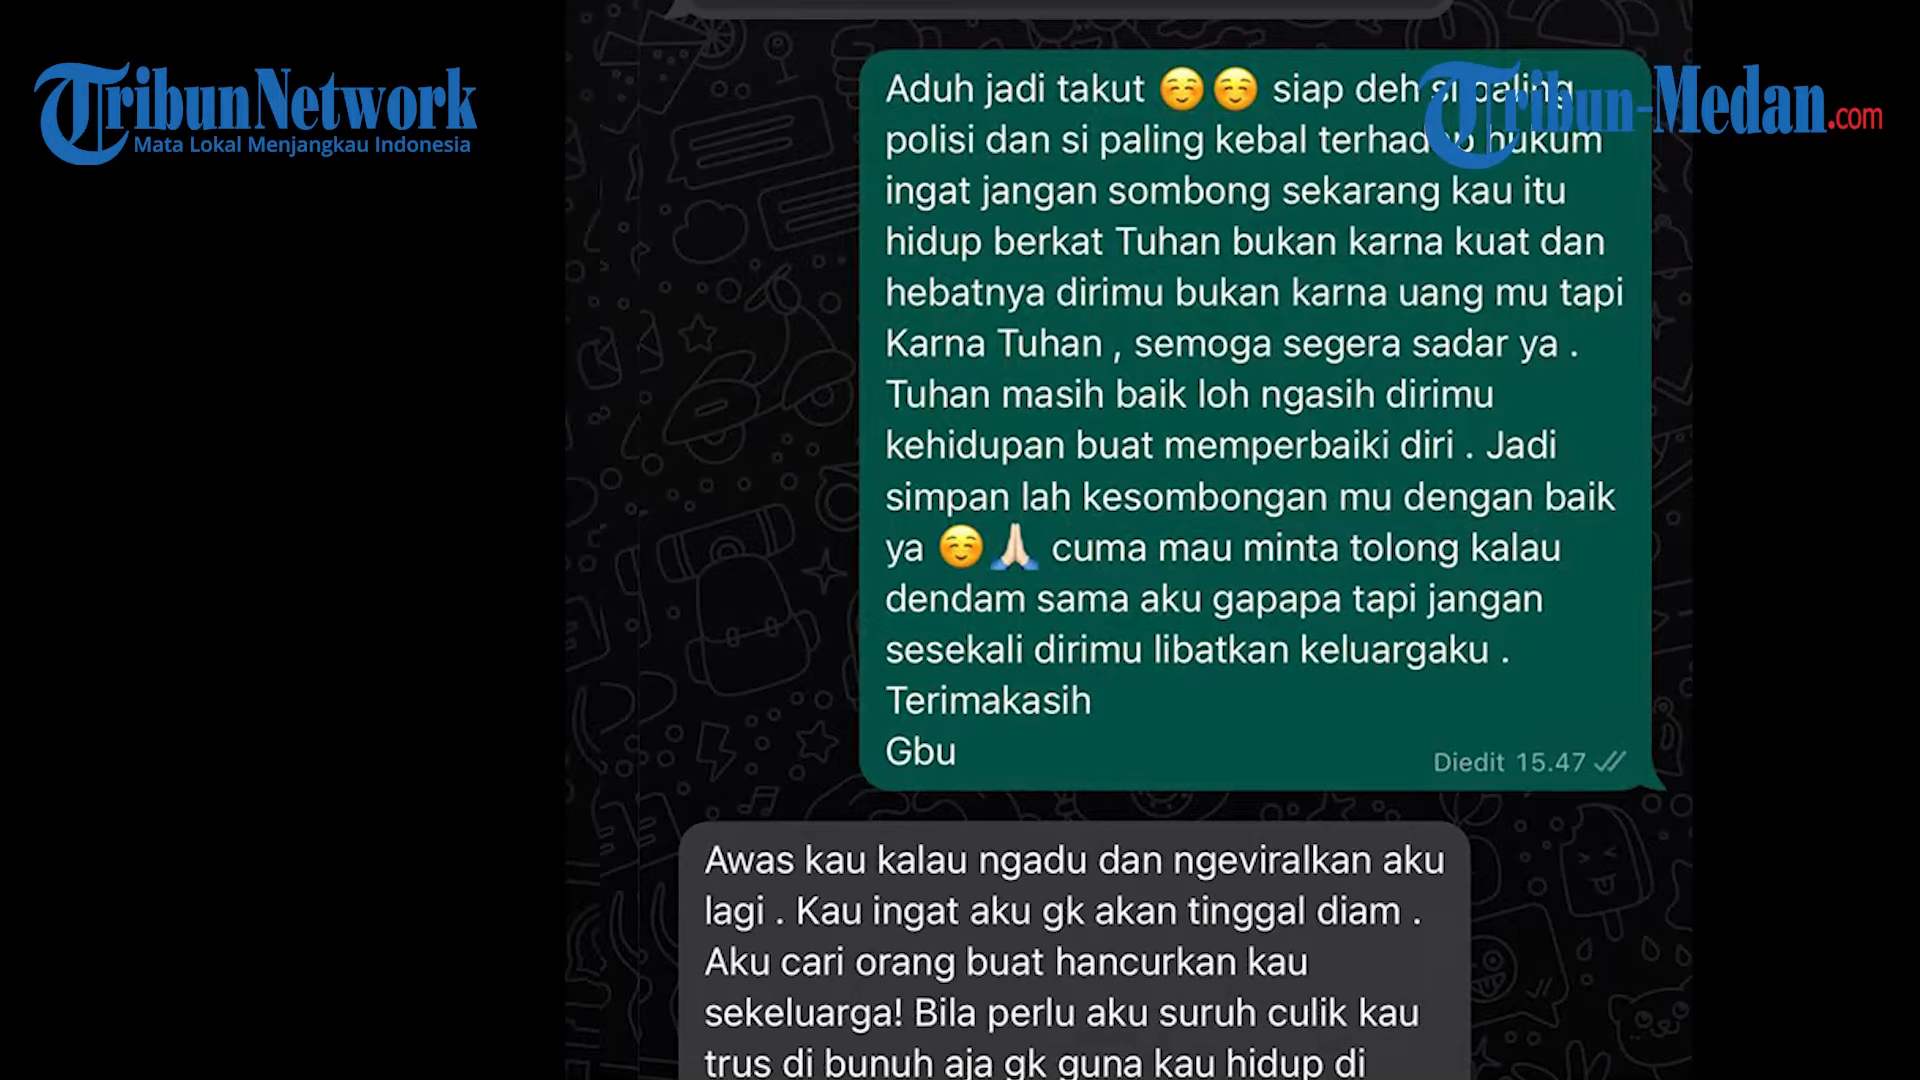 TribunNetwork
Mata Lokal Menjangkau Indonesia
Tribun-Medan.com
Aduh jadi takut ☺️☺️ siap deh si paling
polisi dan si paling kebal terhadap hukum
ingat jangan sombong sekarang kau itu
hidup berkat Tuhan bukan karna kuat dan
hebatnya dirimu bukan karna uang mu tapi
Karna Tuhan , semoga segera sadar ya .
Tuhan masih baik loh ngasih dirimu
kehidupan buat memperbaiki diri . Jadi
simpan lah kesombongan mu dengan baik
ya ☺️🙏🏻 cuma mau minta tolong kalau
dendam sama aku gapapa tapi jangan
sesekali dirimu libatkan keluargaku .
Terimakasih
Gbu
Diedit 15.47
Awas kau kalau ngadu dan ngeviralkan aku
lagi . Kau ingat aku gk akan tinggal diam .
Aku cari orang buat hancurkan kau
sekeluarga! Bila perlu aku suruh culik kau
trus di bunuh aja gk guna kau hidup di